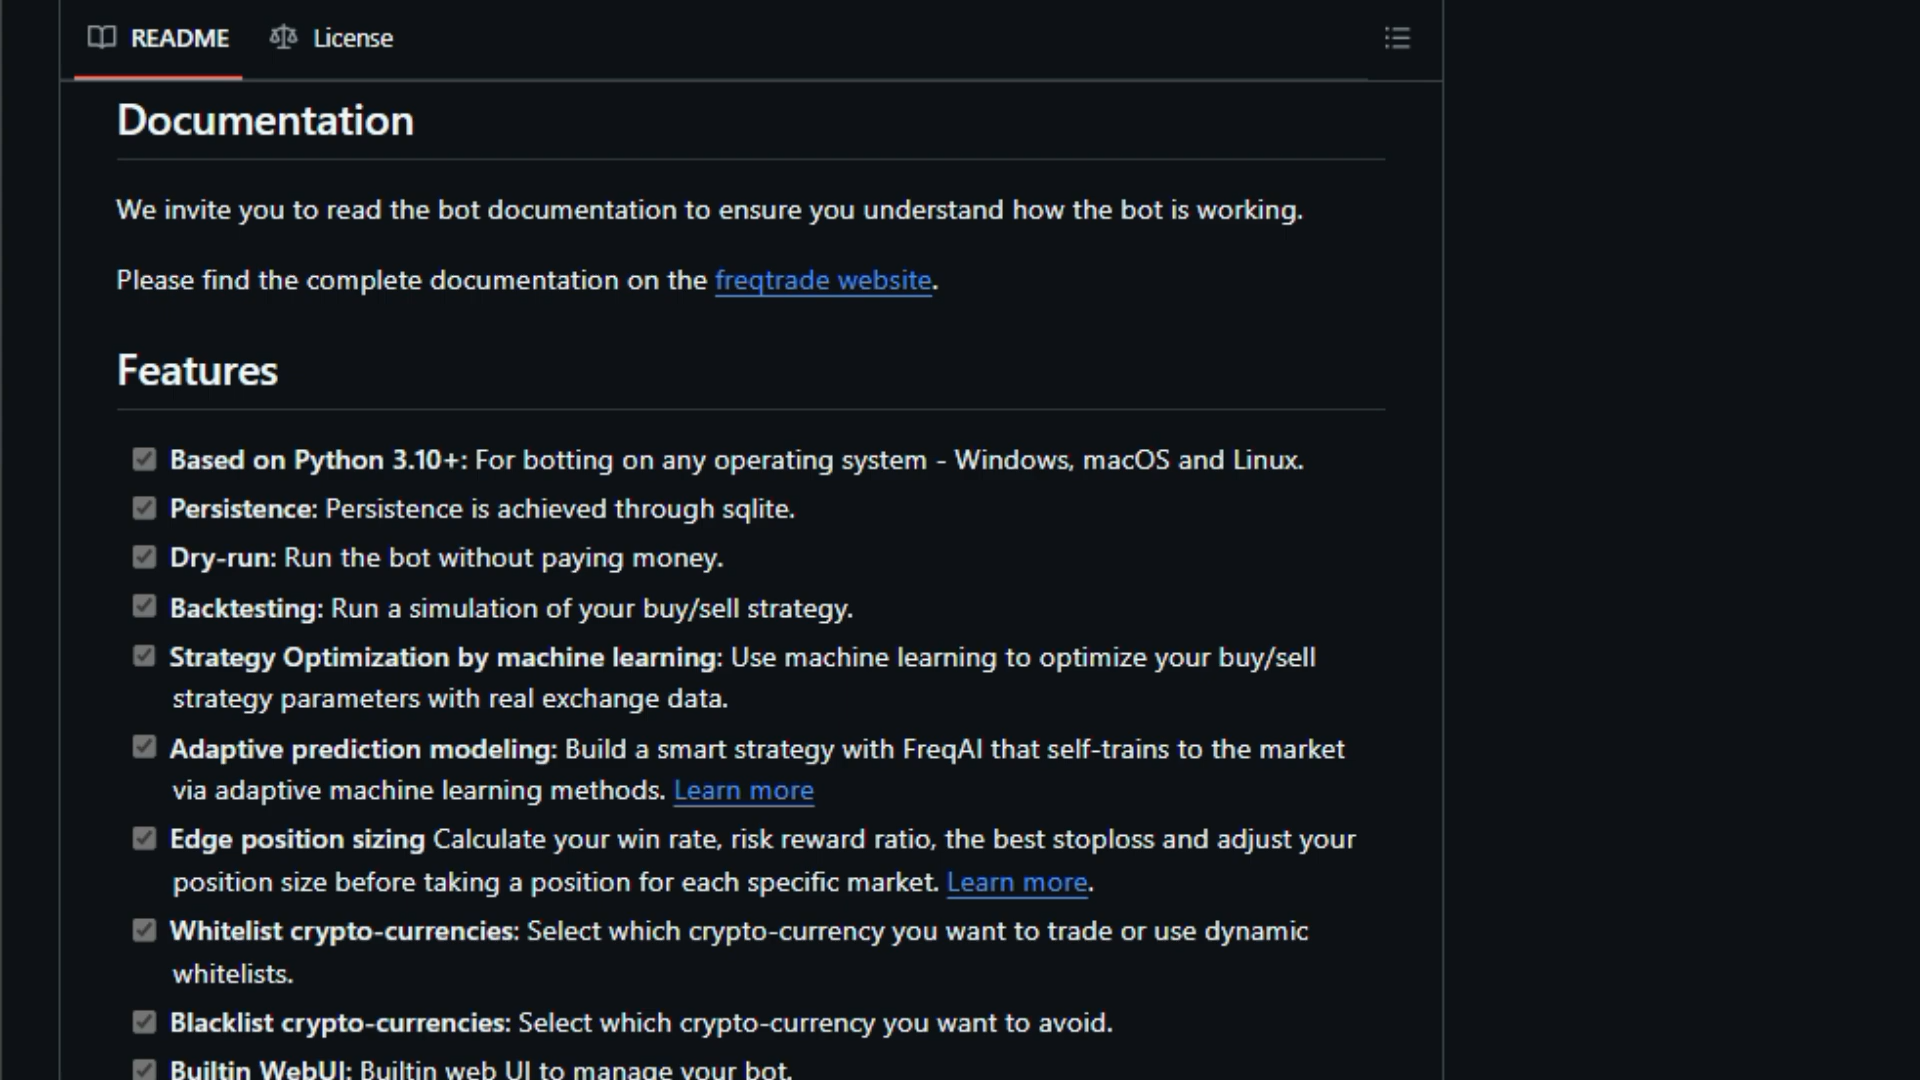 README License
Documentation
We invite you to read the bot documentation to ensure you understand how the bot is working.
Please find the complete documentation on the freqtrade website.
Features
Based on Python 3.10+: For botting on any operating system - Windows, macOS and Linux.
Persistence: Persistence is achieved through sqlite.
Dry-run: Run the bot without paying money.
Backtesting: Run a simulation of your buy/sell strategy.
Strategy Optimization by machine learning: Use machine learning to optimize your buy/sell
strategy parameters with real exchange data.
Adaptive prediction modeling: Build a smart strategy with FreqAI that self-trains to the market
via adaptive machine learning methods. Learn more
Edge position sizing Calculate your win rate, risk reward ratio, the best stoploss and adjust your
position size before taking a position for each specific market. Learn more.
Whitelist crypto-currencies: Select which crypto-currency you want to trade or use dynamic
whitelists.
Blacklist crypto-currencies: Select which crypto-currency you want to avoid.
Builtin WebUI: Builtin web UI to manage your bot.